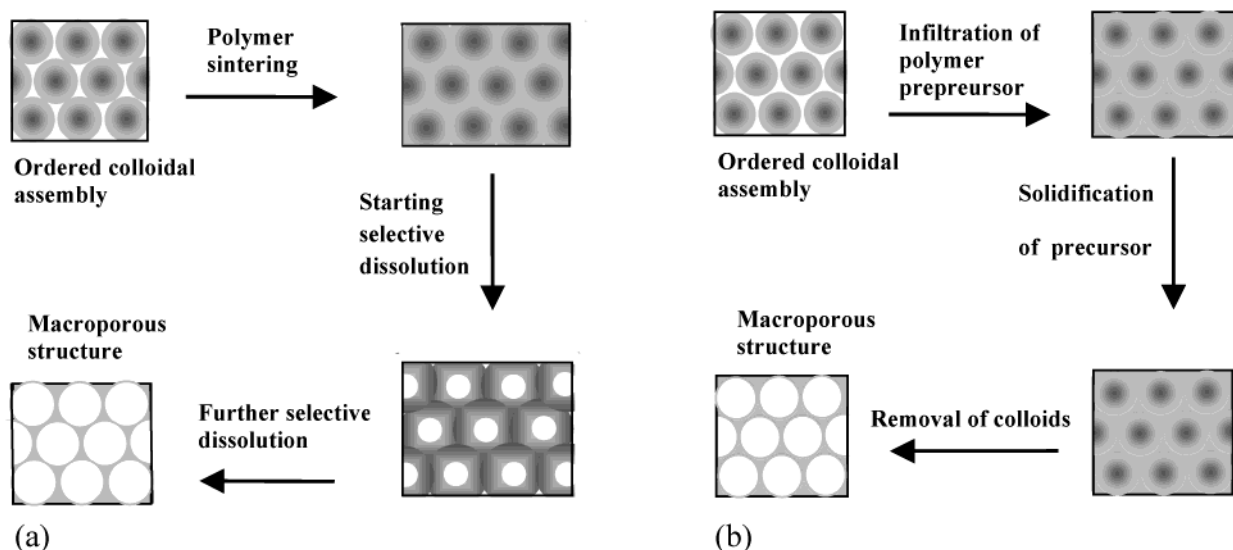 Polymer
sintering
Ordered colloidal
assembly
Starting
selective
dissolution
Macroporous
structure
Further selective
dissolution
(a)
Infiltration of
polymer
prepreursor
Ordered colloidal
assembly
Solidification
of precursor
Macroporous
structure
Removal of colloids
(b)